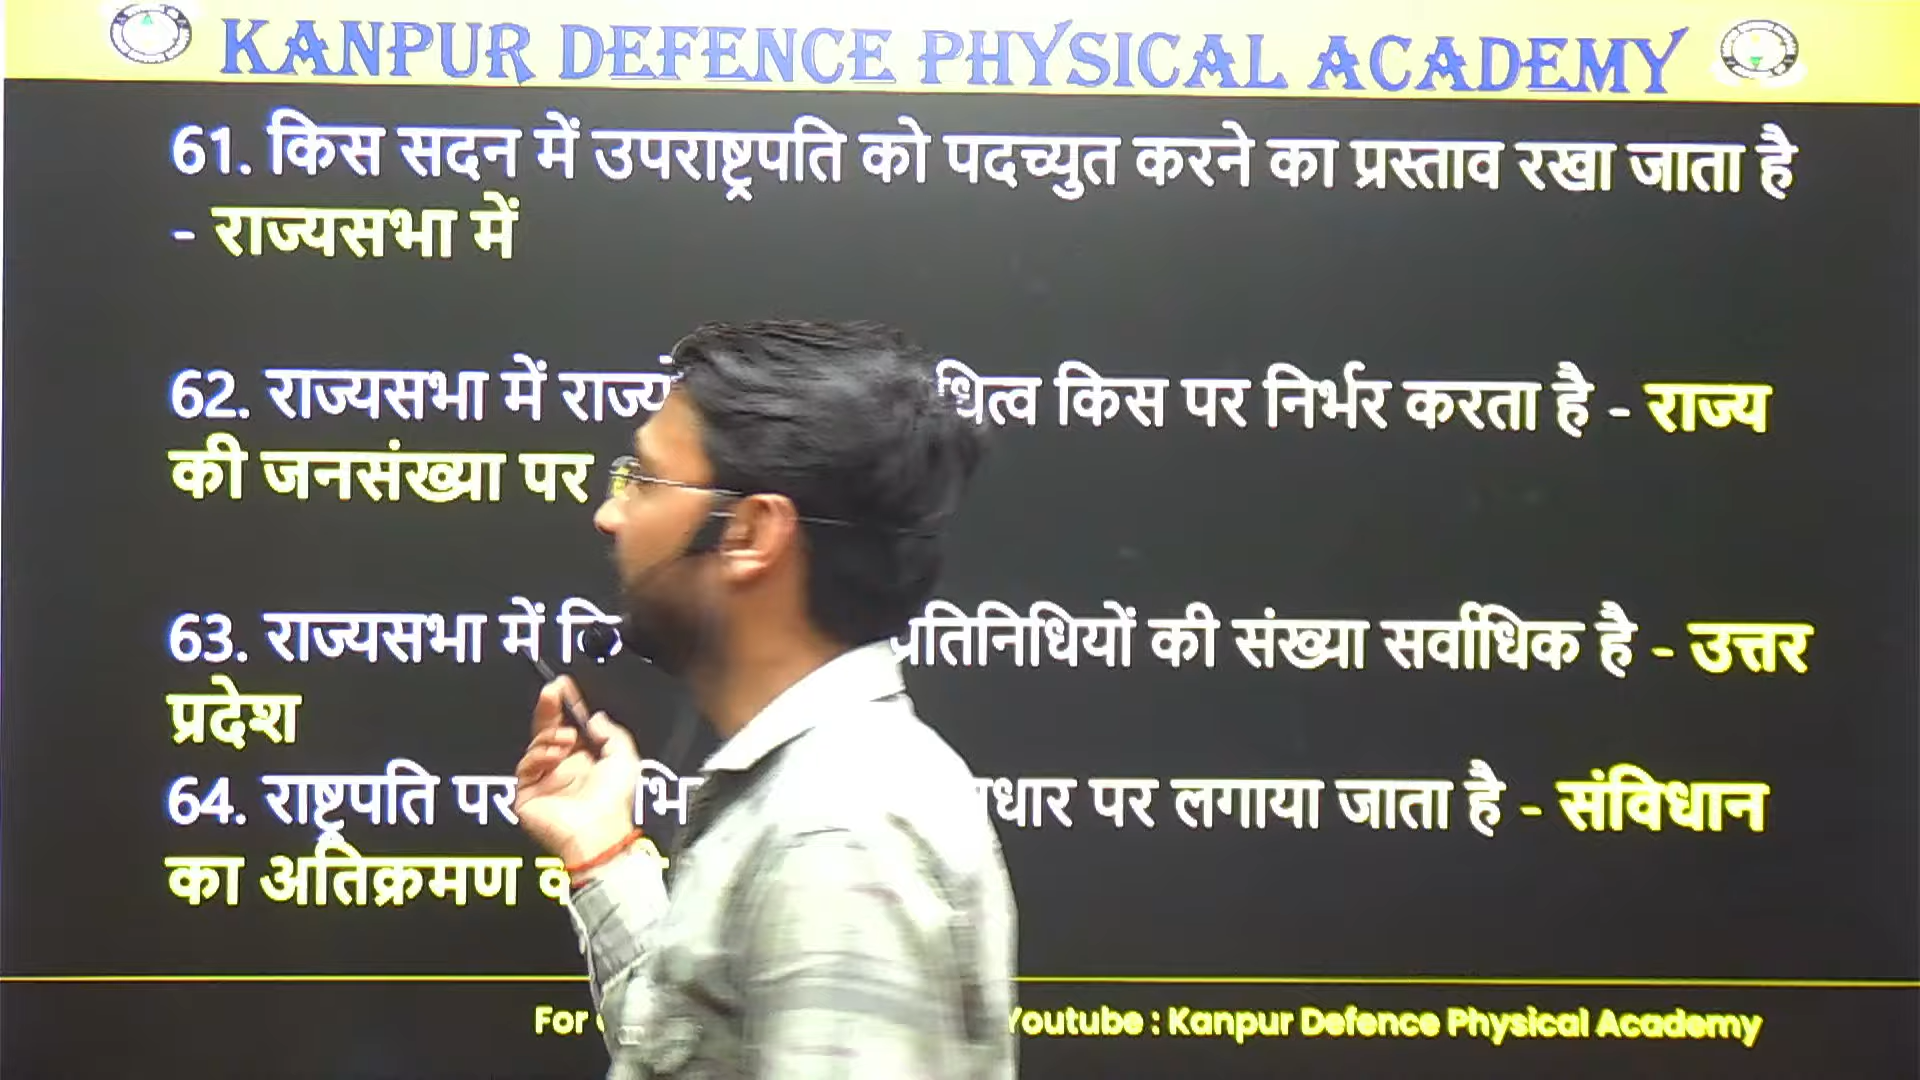 KANPUR DEFENCE PHYSICAL ACADEMY
61. किस सदन में उपराष्ट्रपति को पदच्युत करने का प्रस्ताव रखा जाता है
- राज्यसभा में
62. राज्यसभा में किस पर निर्भर करता है - राज्य
की जनसंख्या पर
63. राज्यसभा में प्रतिनिधियों की संख्या सर्वाधिक है - उत्तर
प्रदेश
64. राष्ट्रपति पर पर लगाया जाता है - संविधान
का अतिक्रमण
For Youtube : Kanpur Defence Physical Academy